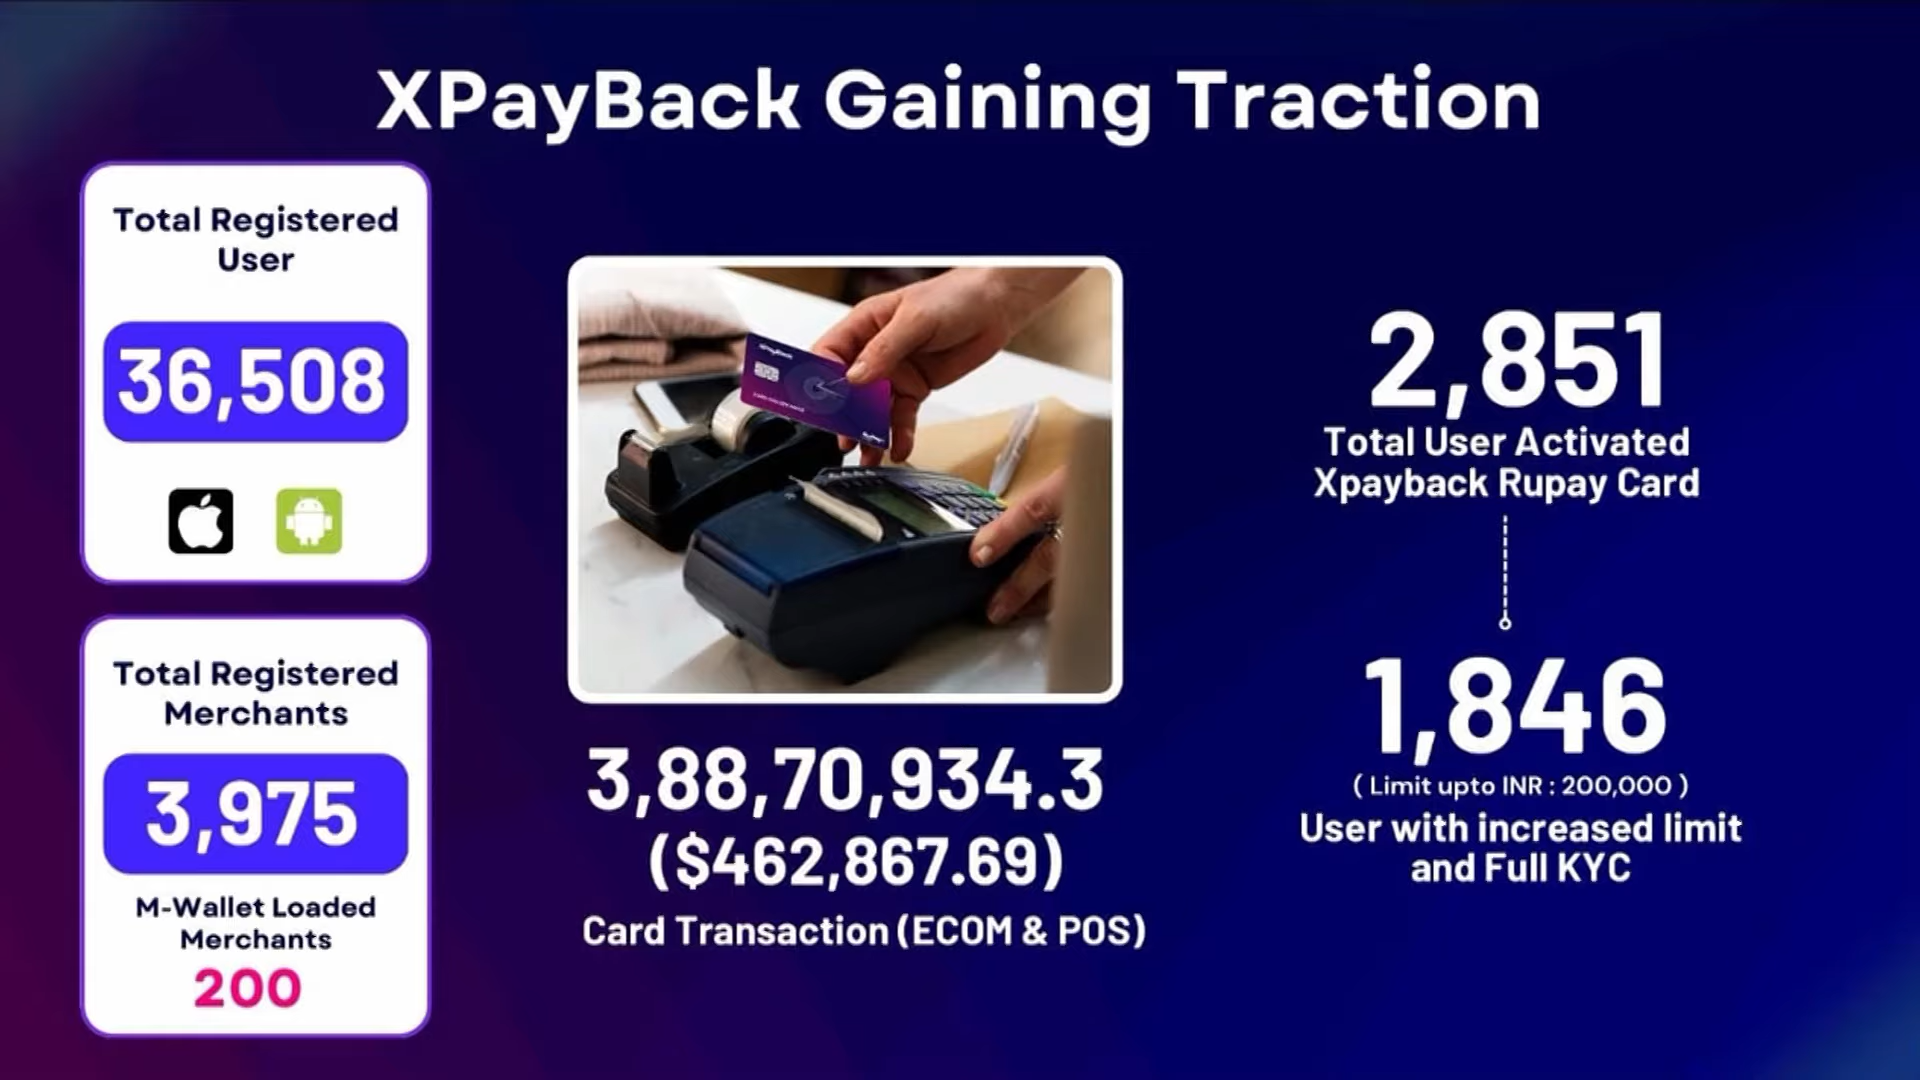 XPayBack Gaining Traction
Total Registered
User
36,508
Total Registered
Merchants
3,975
M-Wallet Loaded
Merchants
200
XPayBack
3,88,70,934.3
($462,867.69)
Card Transaction (ECOM & POS)
2,851
Total User Activated
Xpayback Rupay Card
1,846
( Limit upto INR : 200,000 )
User with increased limit
and Full KYC